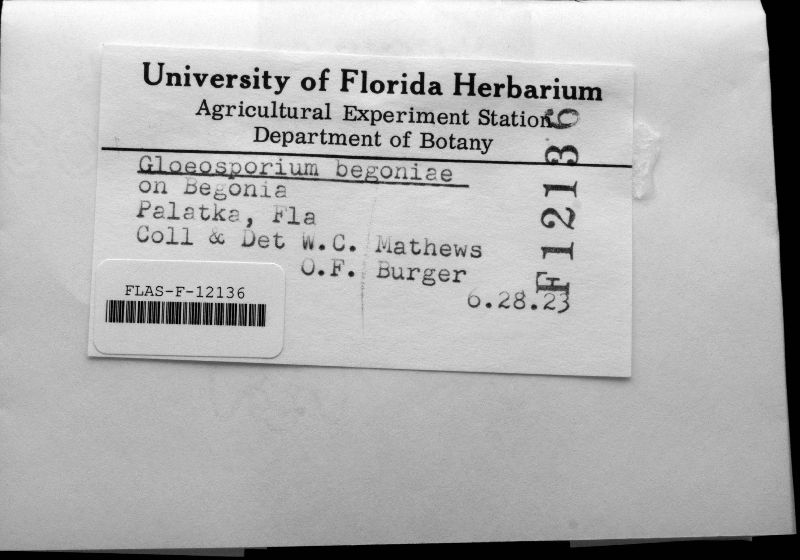 University of Florida Herbarium
Agricultural Experiment Station
Department of Botany
Gloeosporium begoniae
on Begonia
Palatka, Fla
Coll & Det W.C. Mathews
O.F. Burger
6.28.23
FLAS-F-12136
F12136